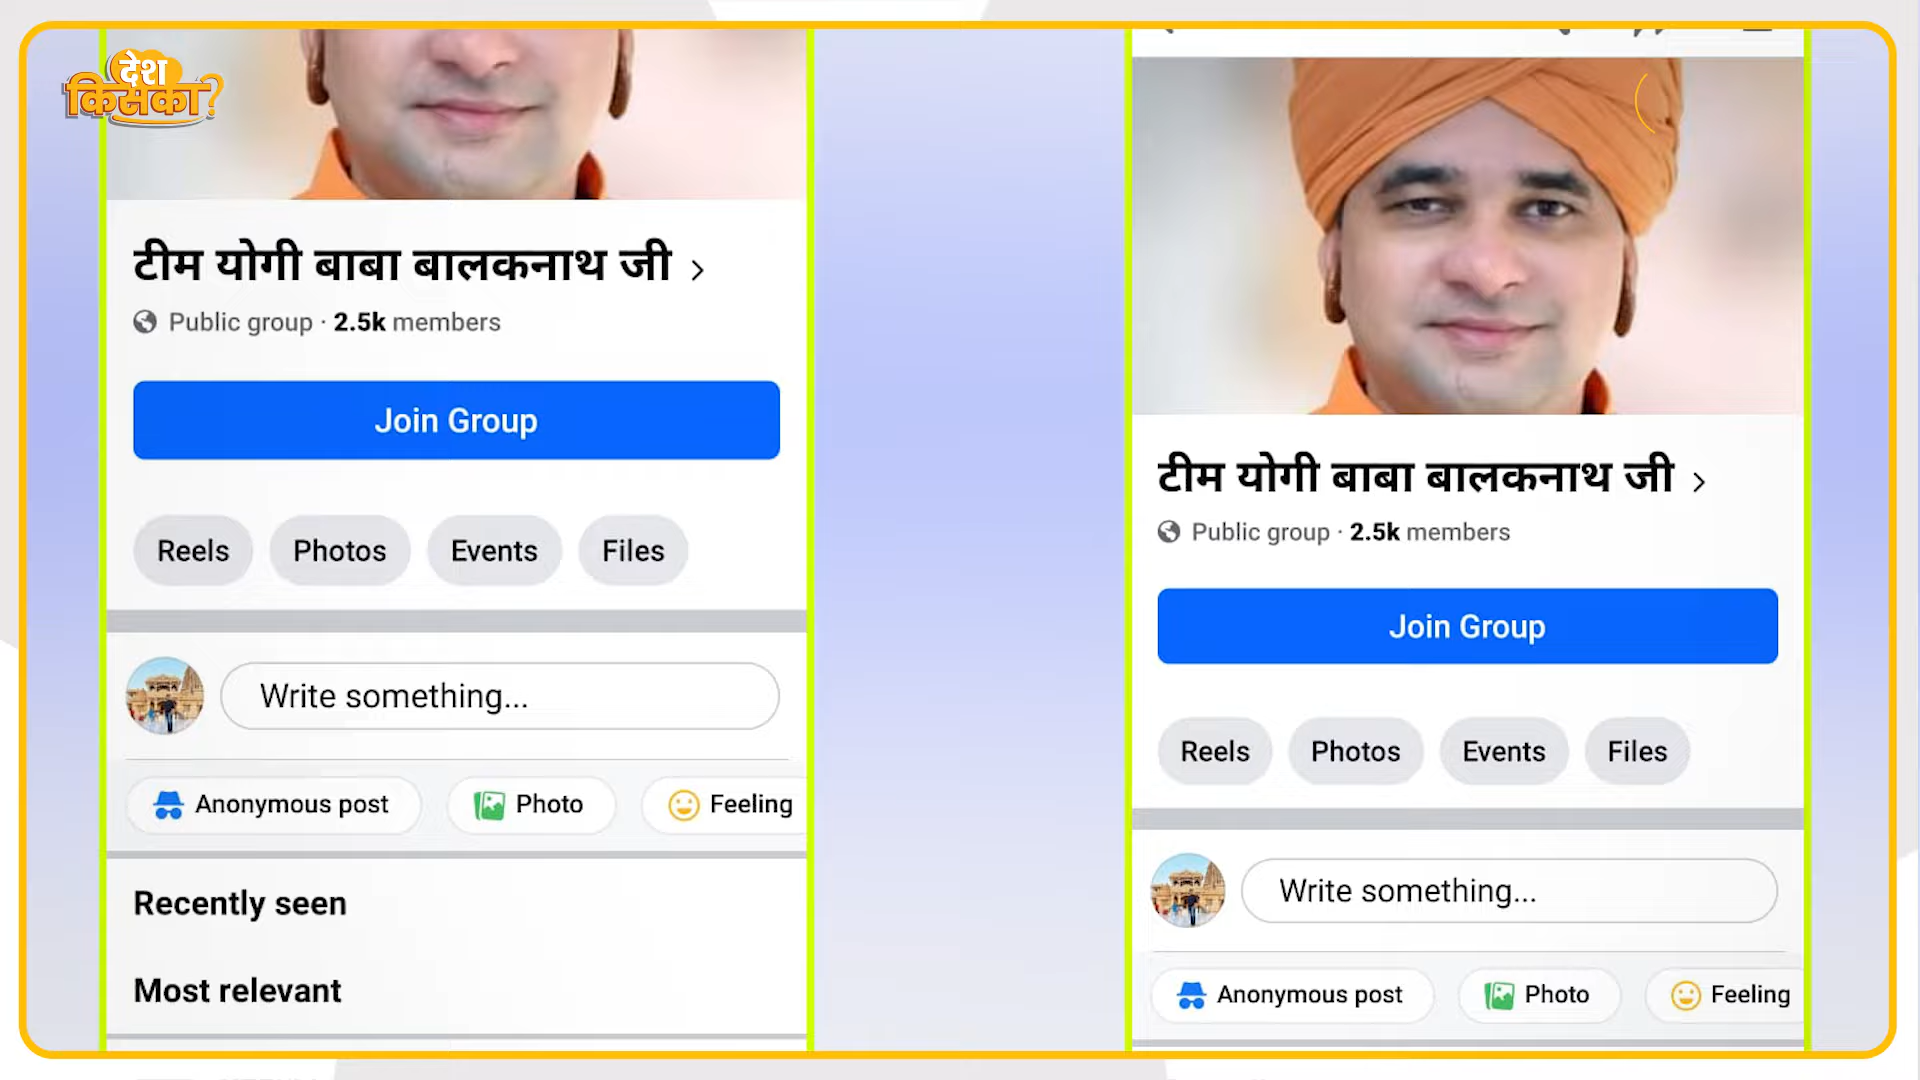 देश
किसका?
टीम योगी बाबा बालकनाथ जी
Public group · 2.5k members
Join Group
Reels Photos Events Files
Write something...
Anonymous post Photo Feeling
Recently seen
Most relevant
टीम योगी बाबा बालकनाथ जी
Public group · 2.5k members
Join Group
Reels Photos Events Files
Write something...
Anonymous post Photo Feeling